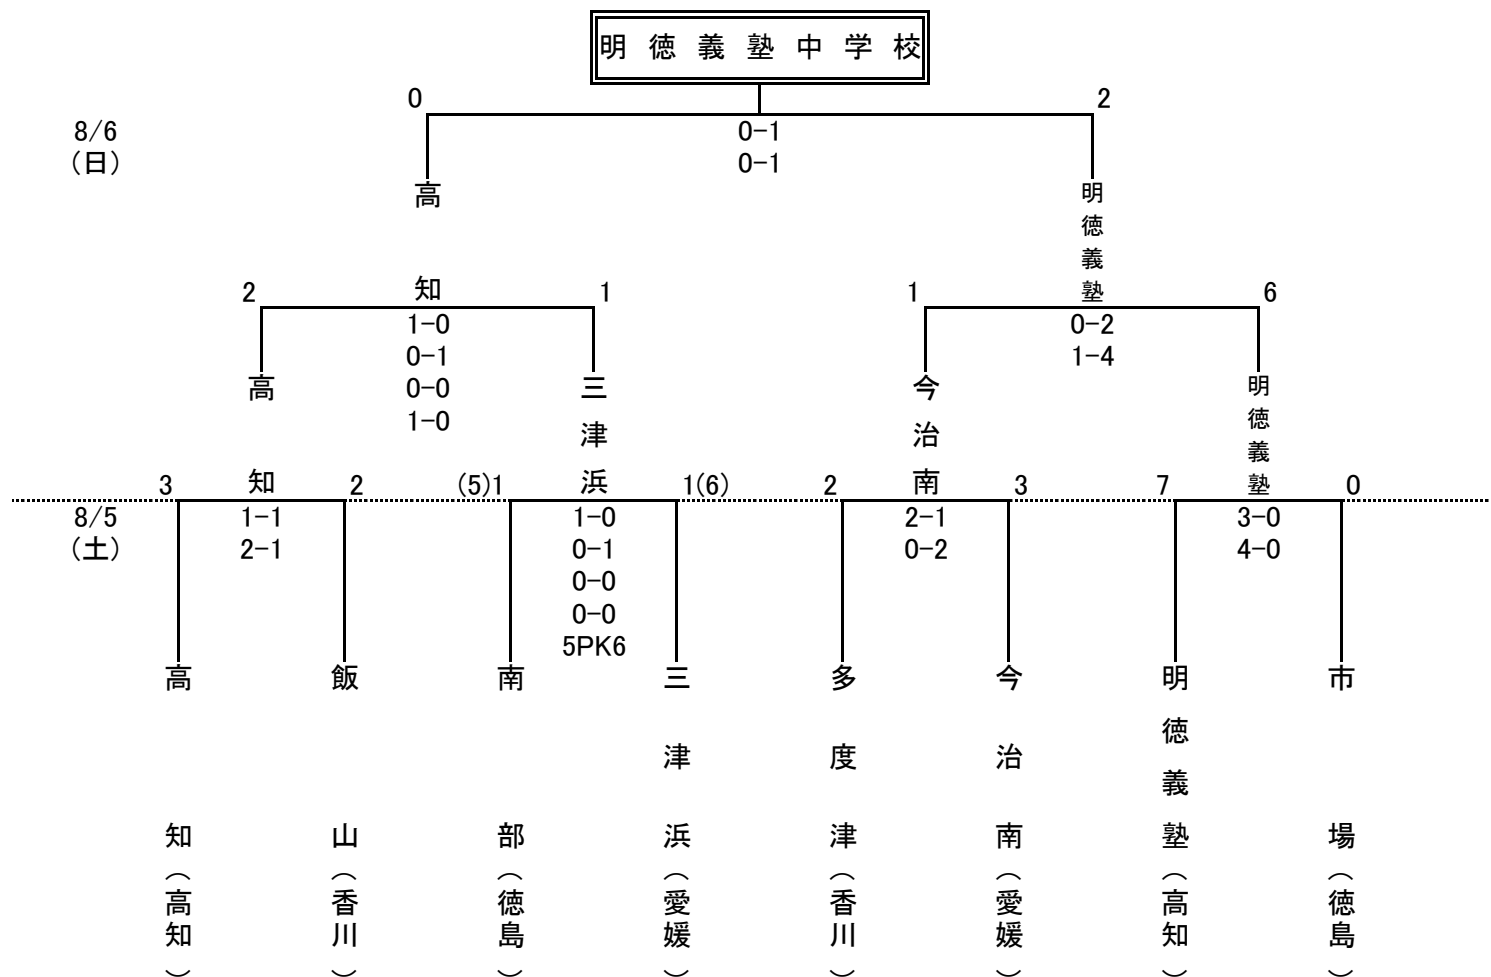 明徳義塾中学校
0 2
8/6
(日)
0-1
0-1
高知
明徳義塾
2 1
1-0
0-1
0-0
1-0
1 6
0-2
1-4
高知
三津浜
今治南
明徳義塾
8/5
(土)
3 2
1-1
2-1
(5)1 1(6)
1-0
0-1
0-0
0-0
5PK6
2 3
2-1
0-2
7 0
3-0
4-0
高知(高知)
飯山(香川)
南部(徳島)
三津浜(愛媛)
多度津(香川)
今治南(愛媛)
明徳義塾(高知)
市場(徳島)